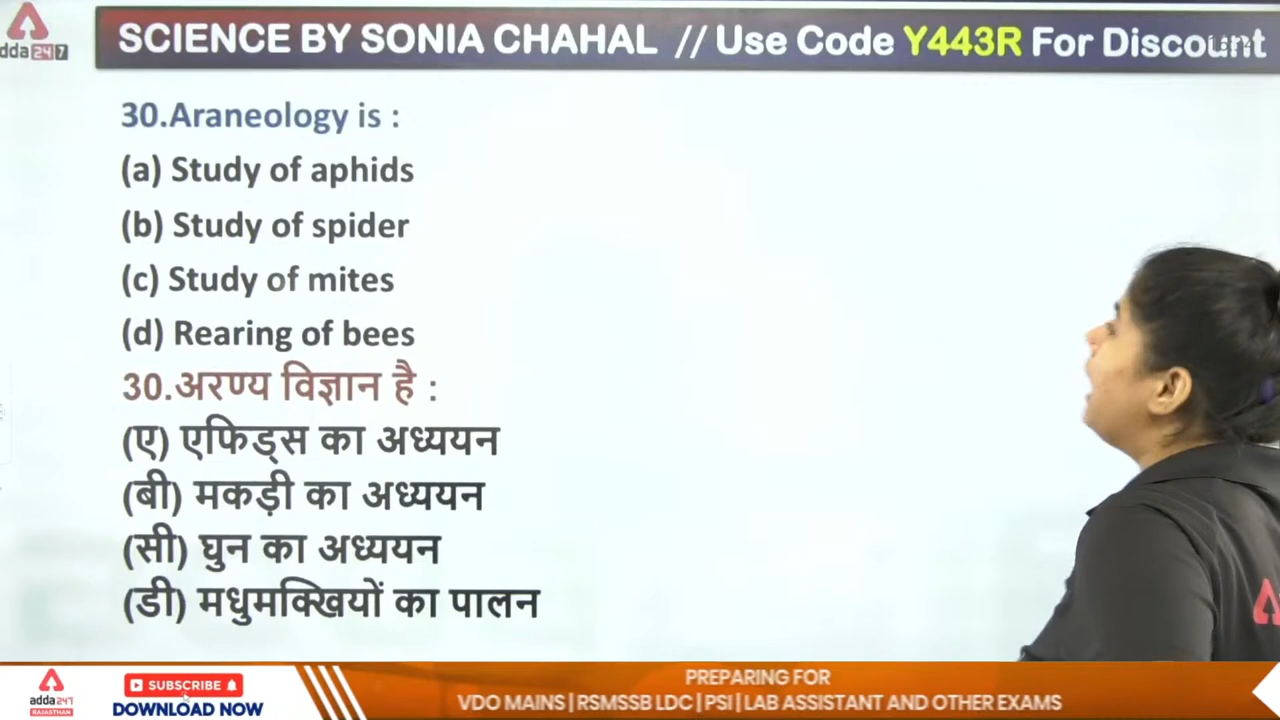 adda247
SCIENCE BY SONIA CHAHAL // Use Code Y443R For Discount
30.Araneology is :
(a) Study of aphids
(b) Study of spider
(c) Study of mites
(d) Rearing of bees
30.अरण्य विज्ञान है :
(ए) एफिड्स का अध्ययन
(बी) मकड़ी का अध्ययन
(सी) घुन का अध्ययन
(डी) मधुमक्खियों का पालन
adda247
RAJASTHAN
SUBSCRIBE
DOWNLOAD NOW
PREPARING FOR
VDO MAINS | RSMSSB LDC | PSI | LAB ASSISTANT AND OTHER EXAMS